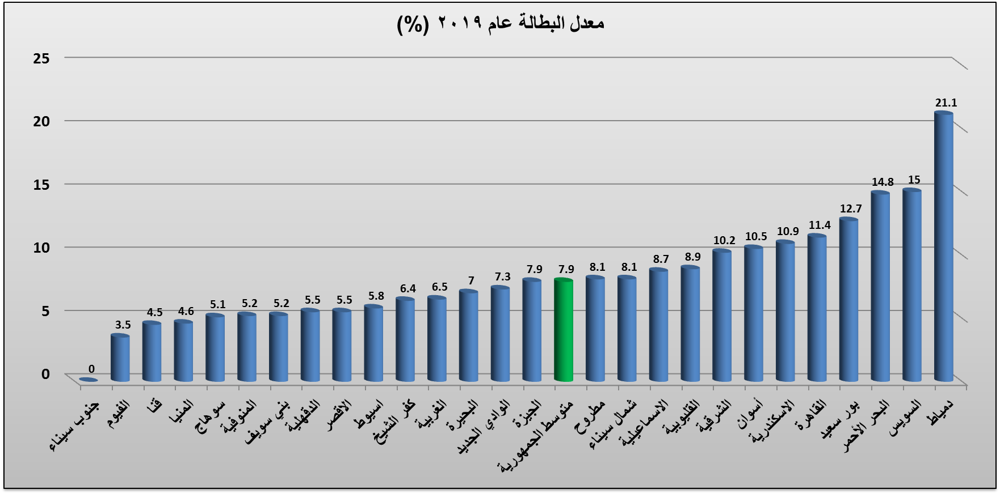 معدل البطالة عام ٢٠١٩ (%)
25
20
15
10
5
0
0
3.5
4.5
4.6
5.1
5.2
5.2
5.5
5.5
5.8
6.4
6.5
7
7.3
7.9
7.9
8.1
8.1
8.7
8.9
10.2
10.5
10.9
11.4
12.7
14.8
15
21.1
جنوب سيناء
الفيوم
قنا
المنيا
سوهاج
المنوفية
بني سويف
الدقهلية
الاقصر
اسيوط
كفر الشيخ
الغربية
البحيرة
الوادي الجديد
الجيزة
متوسط الجمهورية
مطروح
شمال سيناء
الاسماعيلية
القليوبية
الشرقية
أسوان
الاسكندرية
القاهرة
بور سعيد
البحر الأحمر
السويس
دمياط